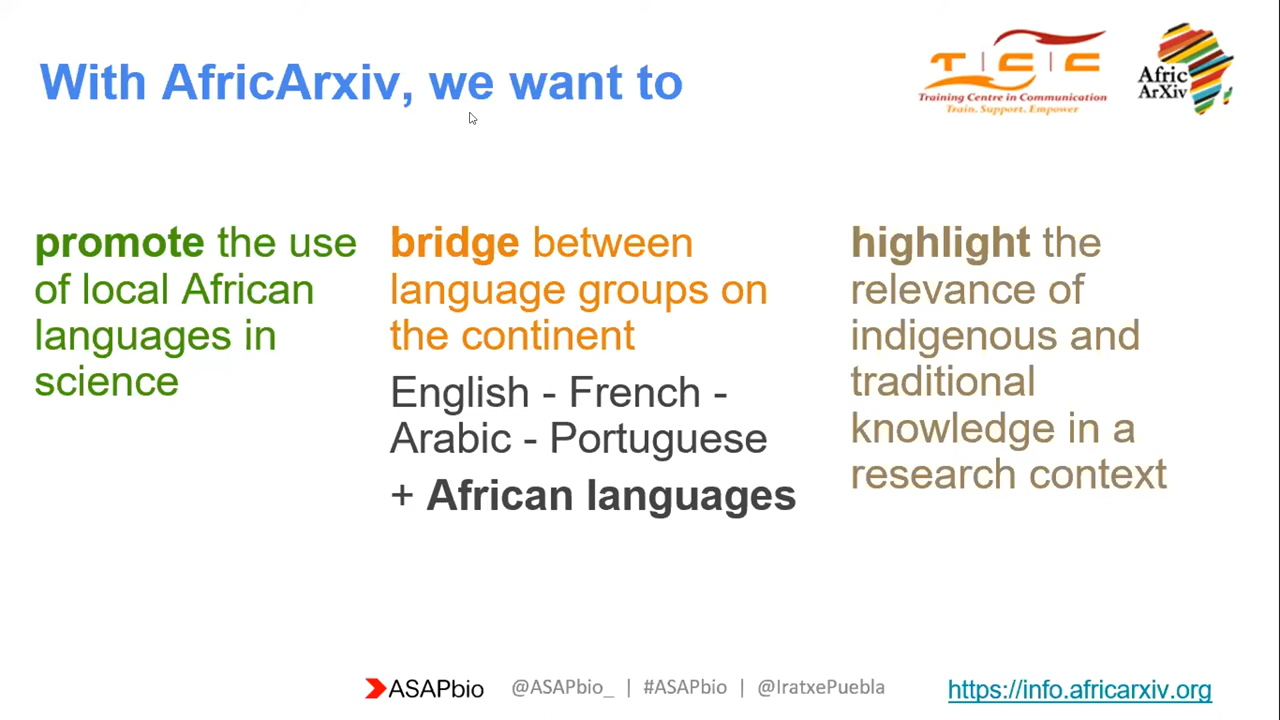 With AfricArxiv, we want to
T | C | C
Training Centre in Communication
Train. Support. Empower
Afric
ArXiv
promote the use
of local African
languages in
science
bridge between
language groups on
the continent
English - French -
Arabic - Portuguese
+ African languages
highlight the
relevance of
indigenous and
traditional
knowledge in a
research context
ASAPbio
@ASAPbio_ | #ASAPbio | @IratxePuebla
https://info.africarxiv.org